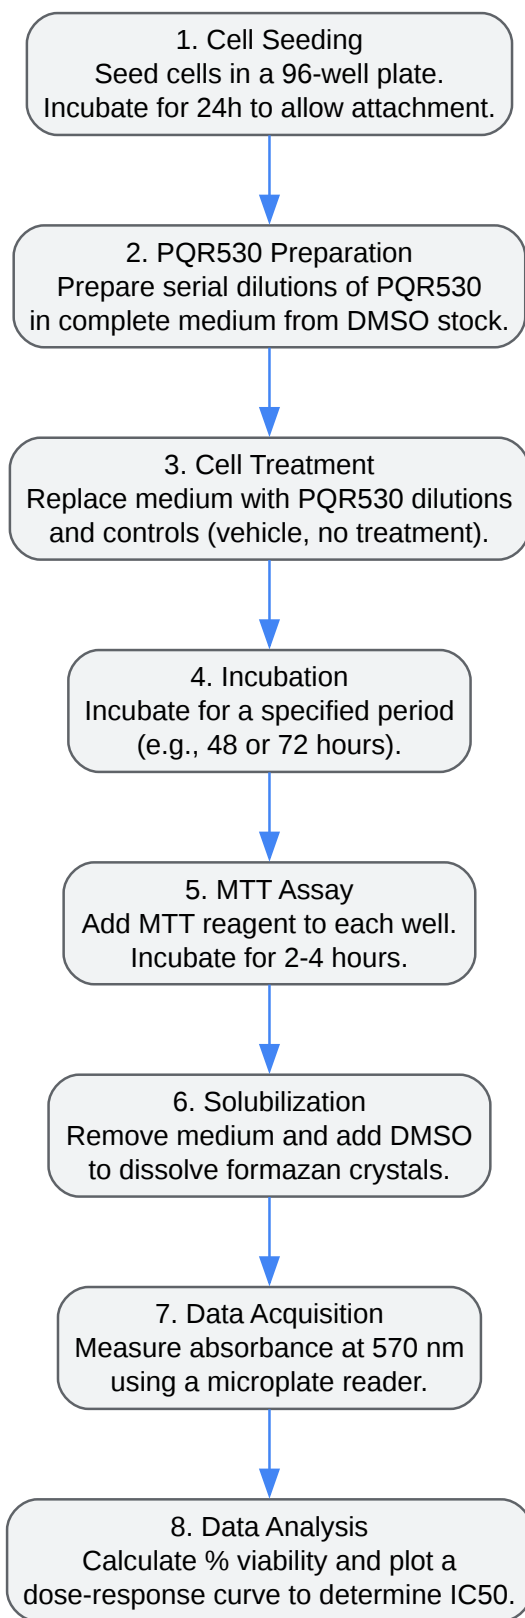 1. Cell Seeding
Seed cells in a 96-well plate.
Incubate for 24h to allow attachment.
2. PQR530 Preparation
Prepare serial dilutions of PQR530
in complete medium from DMSO stock.
3. Cell Treatment
Replace medium with PQR530 dilutions
and controls (vehicle, no treatment).
4. Incubation
Incubate for a specified period
(e.g., 48 or 72 hours).
5. MTT Assay
Add MTT reagent to each well.
Incubate for 2-4 hours.
6. Solubilization
Remove medium and add DMSO
to dissolve formazan crystals.
7. Data Acquisition
Measure absorbance at 570 nm
using a microplate reader.
8. Data Analysis
Calculate % viability and plot a
dose-response curve to determine IC50.